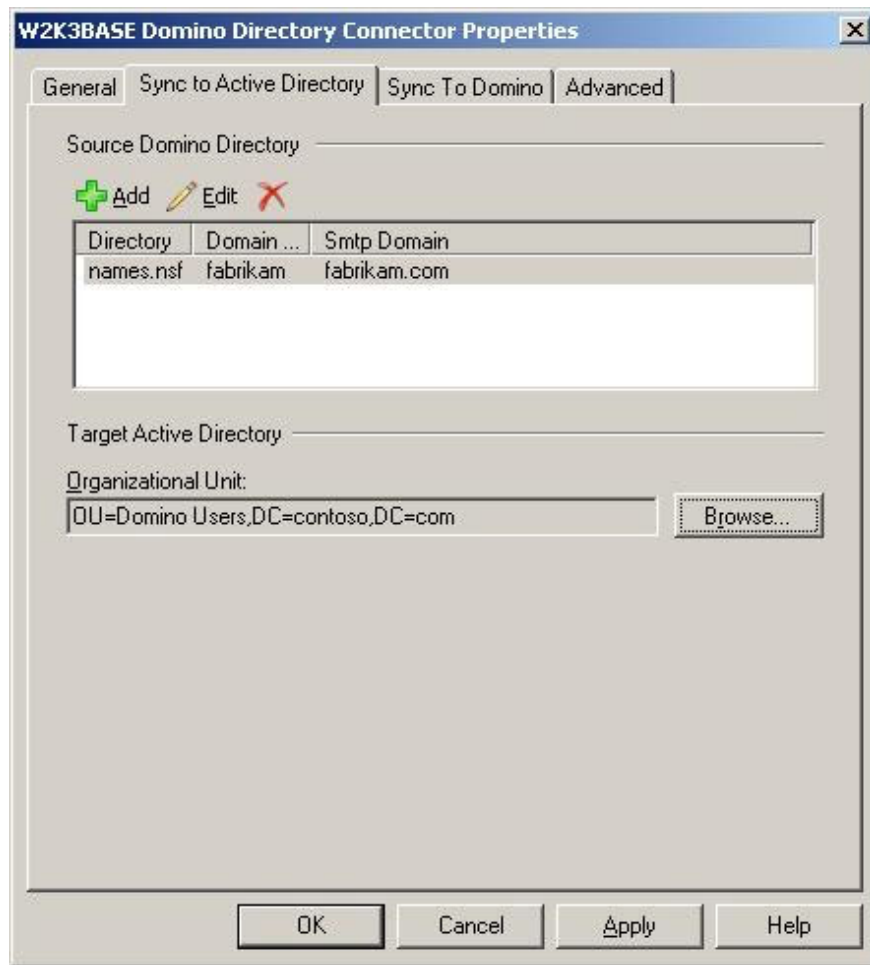 W2K3BASE Domino Directory Connector Properties
General Sync to Active Directory Sync To Domino Advanced
Source Domino Directory
Add Edit
Directory Domain ... Smtp Domain
names.nsf fabrikam fabrikam.com
Target Active Directory
Organizational Unit:
OU=Domino Users,DC=contoso,DC=com Browse...
OK Cancel Apply Help